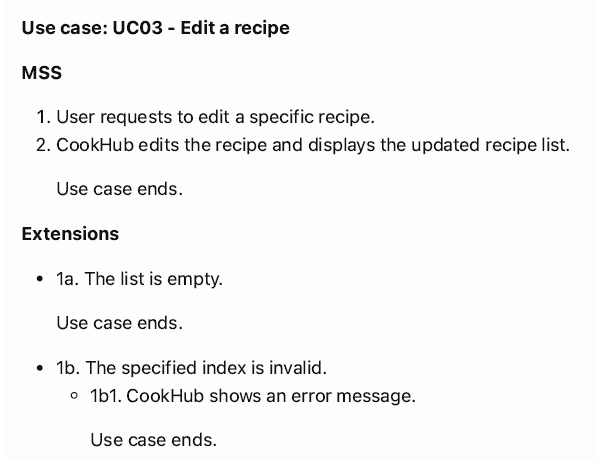 Use case: UC03 - Edit a recipe
MSS
1. User requests to edit a specific recipe.
2. CookHub edits the recipe and displays the updated recipe list.
Use case ends.
Extensions
• 1a. The list is empty.
Use case ends.
• 1b. The specified index is invalid.
◦ 1b1. CookHub shows an error message.
Use case ends.